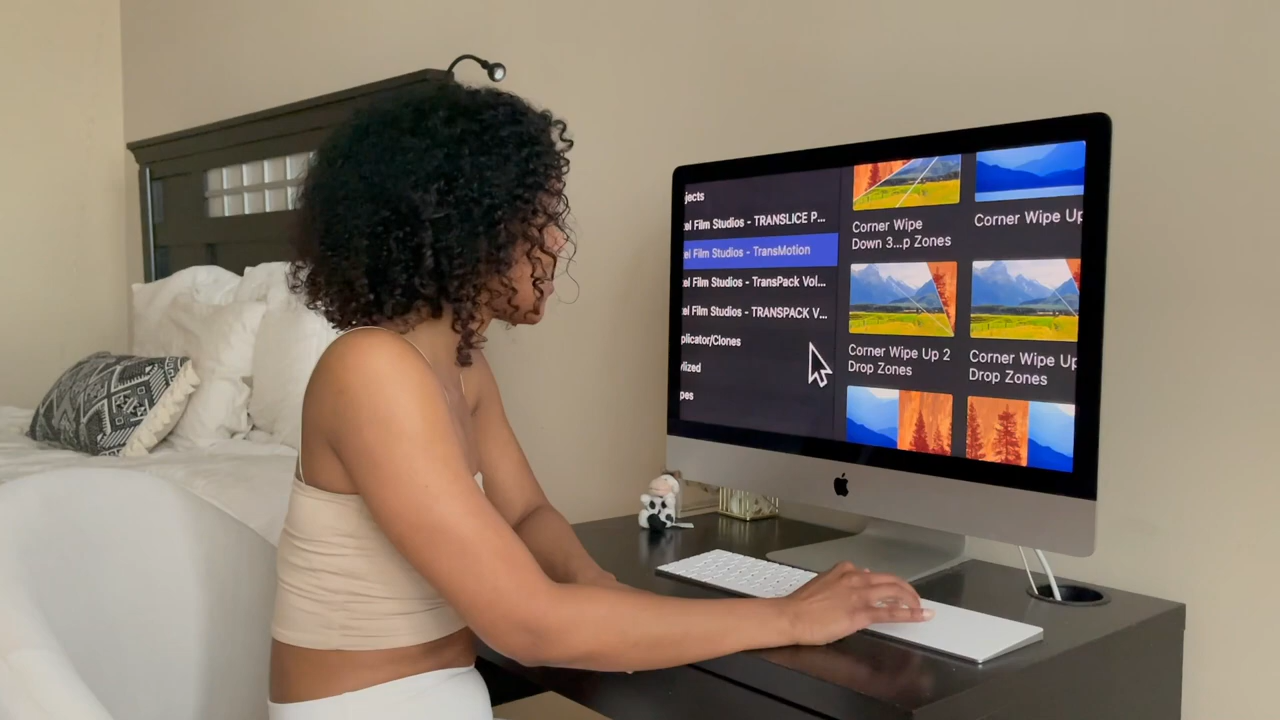 jects
el Film Studios - TRANSLICE P...
el Film Studios - TransMotion
el Film Studios - TransPack Vol...
el Film Studios - TRANSPACK V...
plicator/Clones
lized
pes
Corner Wipe
Down 3...p Zones
Corner Wipe Up
Corner Wipe Up 2
Drop Zones
Corner Wipe Up
Drop Zones